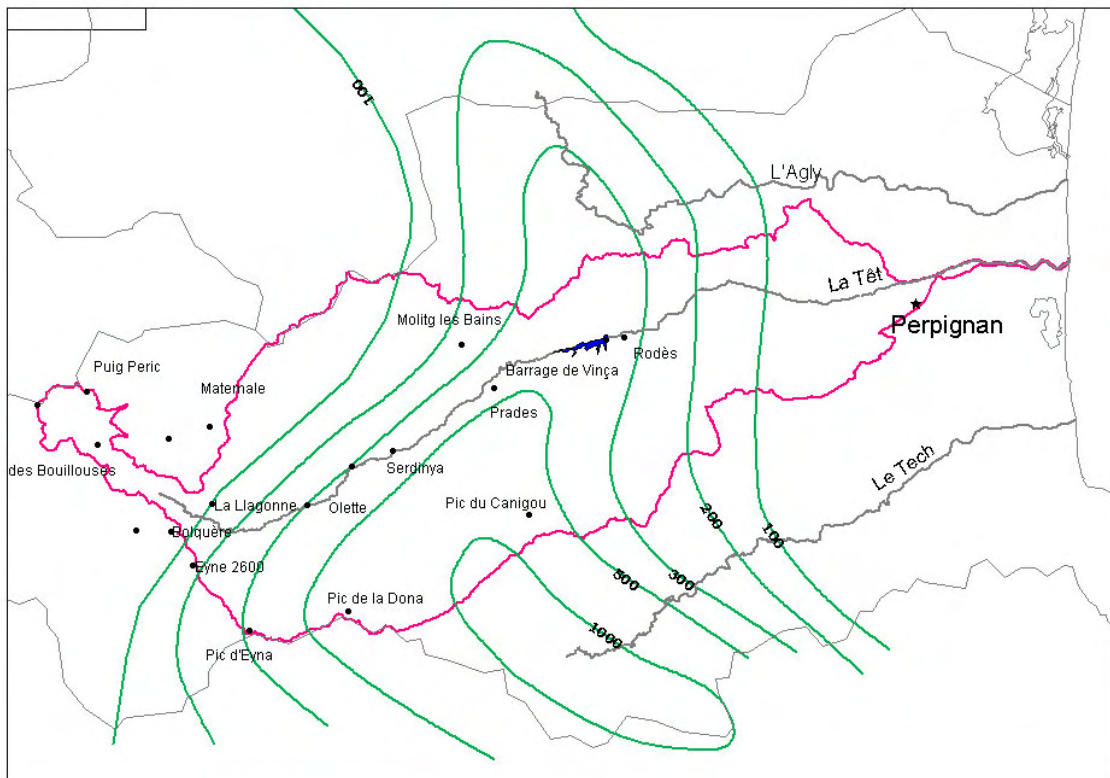 100
L'Agly
La Têt
Perpignan
Molitg les Bains
Rodès
Barrage de Vinça
Puig Peric
Matemale
Prades
des Bouillouses
Serdinya
La Llagonne
Olette
Pic du Canigou
Le Tech
Bolquère
Eyne 2600
200
100
500
300
Pic de la Dona
1000
Pic d'Eyna